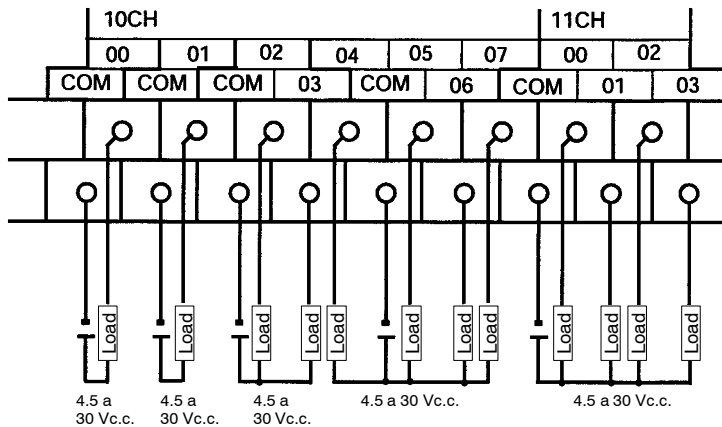 10CH 11CH
00 01 02 04 05 07 00 02
COM COM COM 03 COM 06 COM 01 03
Load Load Load Load Load Load Load Load Load Load Load Load
4.5 a 4.5 a 4.5 a 4.5 a 30 Vc.c. 4.5 a 30 Vc.c.
30 Vc.c. 30 Vc.c. 30 Vc.c.